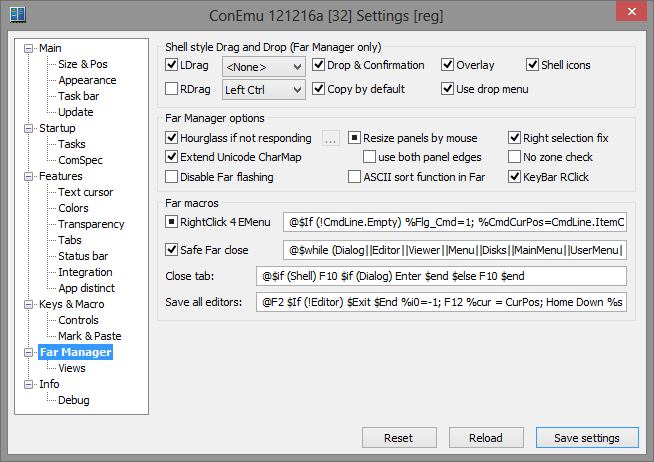 ConEmu 121216a [32] Settings [reg]
Main
Size & Pos
Appearance
Task bar
Update
Startup
Tasks
ComSpec
Features
Text cursor
Colors
Transparency
Tabs
Status bar
Integration
App distinct
Keys & Macro
Controls
Mark & Paste
Far Manager
Views
Info
Debug
Shell style Drag and Drop (Far Manager only)
LDrag <None> Drop & Confirmation Overlay Shell icons
RDrag Left Ctrl Copy by default Use drop menu
Far Manager options
Hourglass if not responding ... Resize panels by mouse Right selection fix
Extend Unicode CharMap use both panel edges No zone check
Disable Far flashing ASCII sort function in Far KeyBar RClick
Far macros
RightClick 4 EMenu @$If (!CmdLine.Empty) %Flg_Cmd=1; %CmdCurPos=CmdLine.ItemC
Safe Far close @$while (Dialog||Editor||Viewer||Menu||Disks||MainMenu||UserMenu||
Close tab: @$if (Shell) F10 $if (Dialog) Enter $end $else F10 $end
Save all editors: @F2 $If (!Editor) $Exit $End %i0=-1; F12 %cur = CurPos; Home Down %s
Reset Reload Save settings